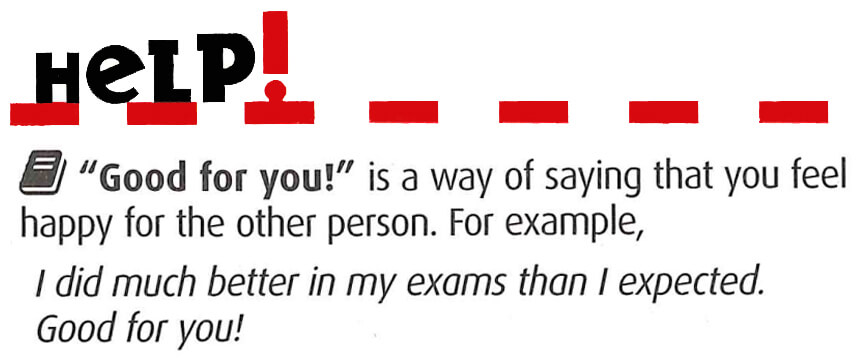 HeLP!
“Good for you!” is a way of saying that you feel
happy for the other person. For example,
I did much better in my exams than I expected.
Good for you!